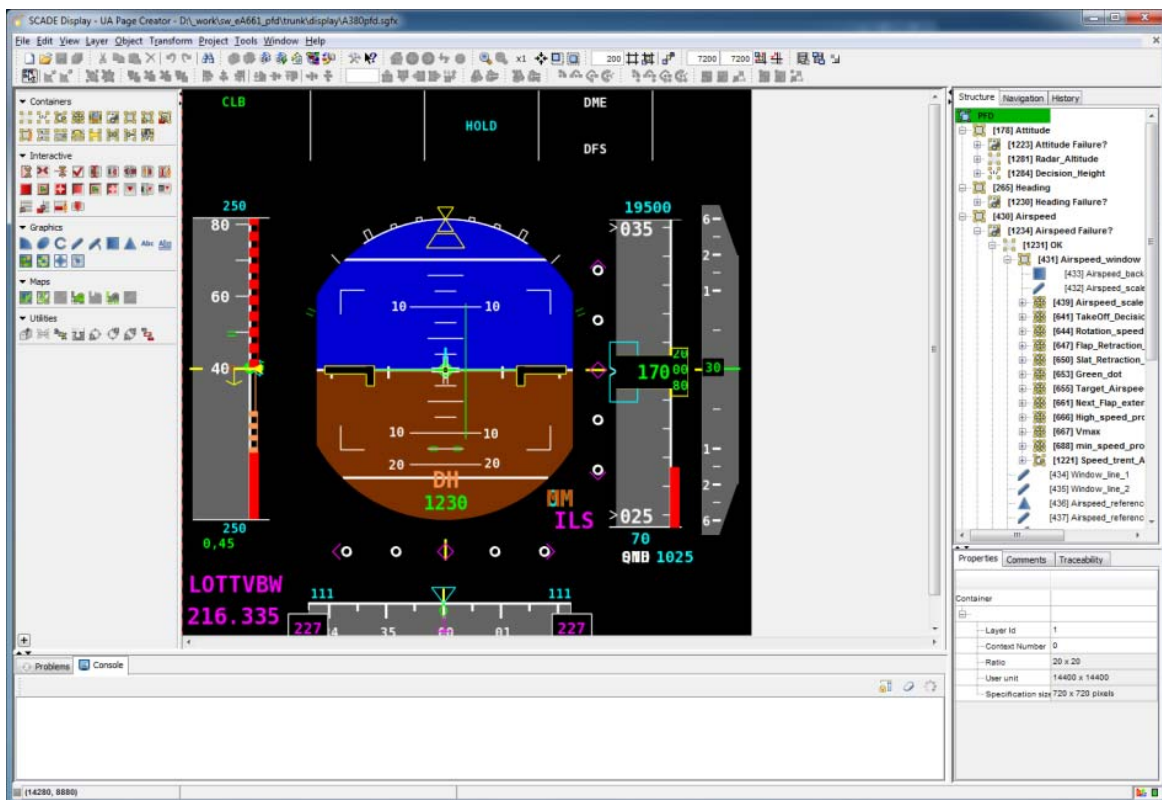 SCADE Display - UA Page Creator - D:\_work\sw_eA661_pfd\trunk\display\A380pfd.sgfx
File Edit View Layer Object Transform Project Tools Window Help
x1 200 7200 7200
Containers
Interactive
Graphics
Abc
Maps
Utilities
CLB
HOLD
DME
DFS
250
80
60
40
250
0,45
10 10
10 10
20 20
DH
1230
ILS
LOTTVBW
216.335
111 111
227 4 35 01 227
19500
035
170
20
00
80
025
70
1025
6
2
1
30
1
2
6
Structure Navigation History
PFD
[178] Attitude
[1223] Attitude Failure?
[1281] Radar_Altitude
[1284] Decision_Height
[265] Heading
[1230] Heading Failure?
[430] Airspeed
[1234] Airspeed Failure?
[1231] OK
[431] Airspeed_window
[433] Airspeed_back
[432] Airspeed_scale
[439] Airspeed_scale
[641] TakeOff_Decisio
[644] Rotation_speed
[647] Flap_Retraction_
[650] Slat_Retraction_
[653] Green_dot
[655] Target_Airspee
[661] Next_Flap_exter
[666] High_speed_pro
[667] Vmax
[688] min_speed_pro
[1221] Speed_trent_A
[434] Window_line_1
[435] Window_line_2
[436] Airspeed_referenc
[437] Airspeed_referenc
Properties Comments Traceability
Container
Layer Id 1
Context Number 0
Ratio 20 x 20
User unit 14400 x 14400
Specification size 720 x 720 pixels
Problems Console
(14280, 8880)